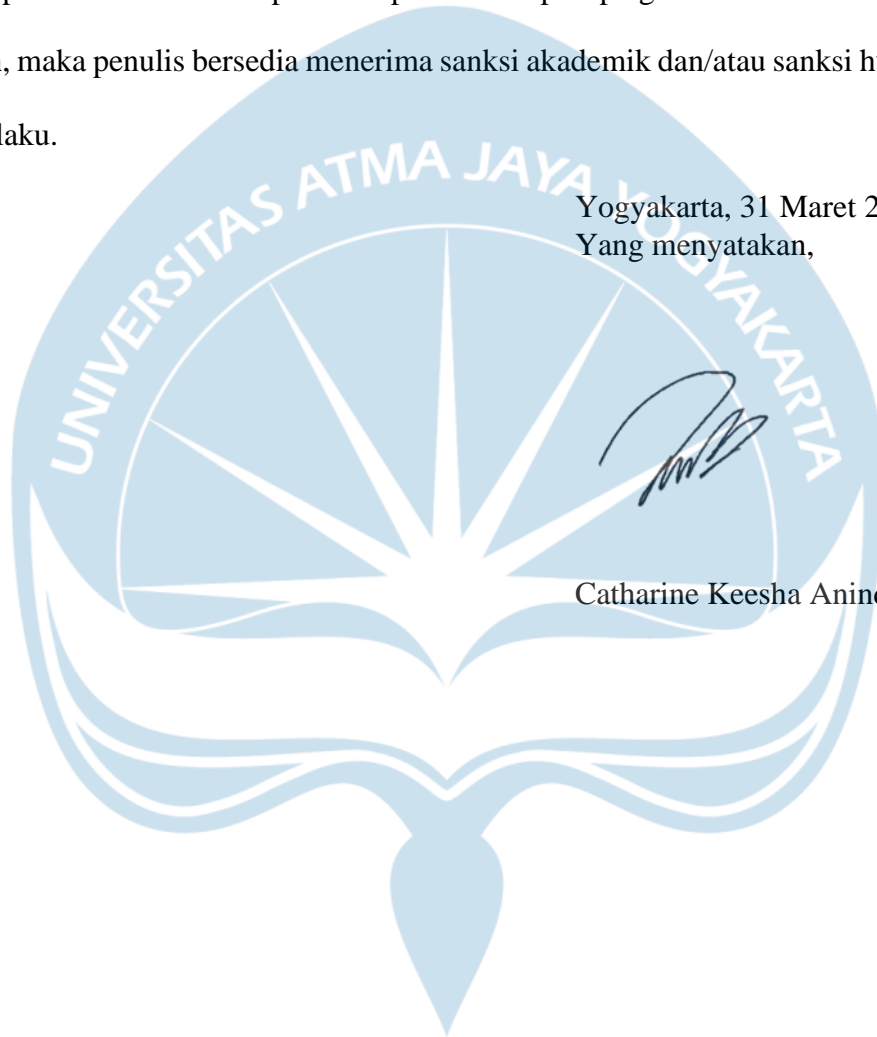 , maka penulis bersedia menerima sanksi akademik dan/atau sanksi
laku.
UNIVERSITAS ATMA JAYA YOGYAKARTA
Yogyakarta, 31 Maret 2
Yang menyatakan,
Catharine Keesha